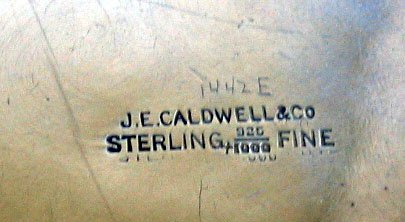 1442E
J.E.CALDWELL&CO
STERLING 925/1000 FINE